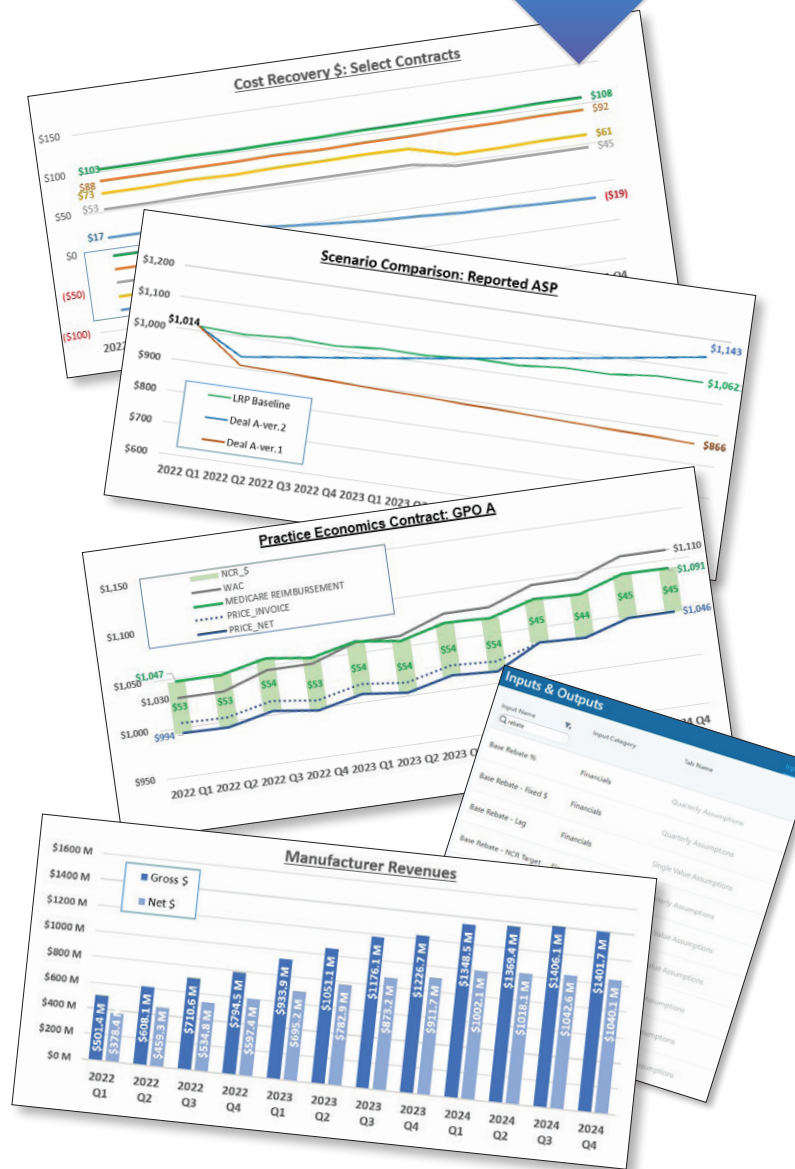 Cost Recovery $: Select Contracts
$150
$100
$50
$0
($50)
($100)
$103
$88
$73
$53
$17
$108
$92
$61
$45
($19)
Q4
Scenario Comparison: Reported ASP
$1,200
$1,100
$1,000
$900
$800
$700
$600
$1,014
$1,143
$1,062
$866
LRP Baseline
Deal A-ver.2
Deal A-ver.1
2022 Q1 2022 Q2 2022 Q3 2022 Q4 2023 Q1 2023
Practice Economics Contract: GPO A
$1,150
$1,100
$1,050
$1,000
$950
NCR_$
WAC
MEDICARE REIMBURSEMENT
PRICE_INVOICE
PRICE_NET
$1,047
$1,030
$994
$53 $53 $54 $53 $54 $54 $54 $54 $45 $44 $45 $45
$1,110
$1,091
$1,046
2022 Q1 2022 Q2 2022 Q3 2022 Q4 2023 Q1 2023 Q2 2023 Q3 2023
Q4
Inputs & Outputs
Input Name Input Category Tab Name
rebate
Base Rebate % Financials Quarterly Assumptions
Base Rebate - Fixed $ Financials Quarterly Assumptions
Base Rebate - Lag Financials Single Value Assumptions
Base Rebate - NCR Target Assumptions
Value Assumptions
Value Assumptions
Assumptions
Assumptions
Manufacturer Revenues
$1600 M
$1400 M
$1200 M
$1000 M
$800 M
$600 M
$400 M
$200 M
$0 M
Gross $
Net $
$501.4 M $378.4 M
$608.1 M $459.3 M
$710.6 M $534.8 M
$794.5 M $597.4 M
$933.9 M $695.2 M
$1051.1 M $782.9 M
$1176.1 M $873.2 M
$1226.7 M $911.7 M
$1348.5 M $1002.1 M
$1369.4 M $1018.1 M
$1406.1 M $1042.6 M
$1401.7 M $1040.1 M
2022 2022 2022 2022 2023 2023 2023 2023 2024 2024 2024 2024
Q1 Q2 Q3 Q4 Q1 Q2 Q3 Q4 Q1 Q2 Q3 Q4